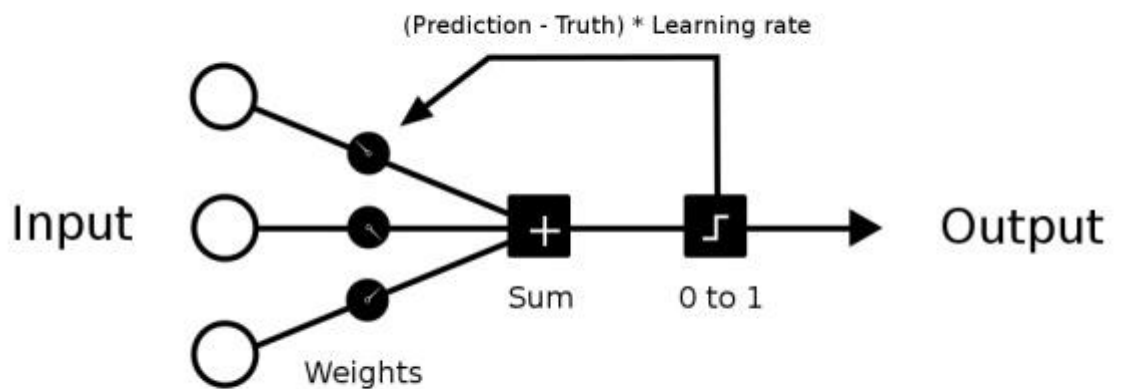 (Prediction - Truth) * Learning rate
Input
+
Output
Sum
0 to 1
Weights